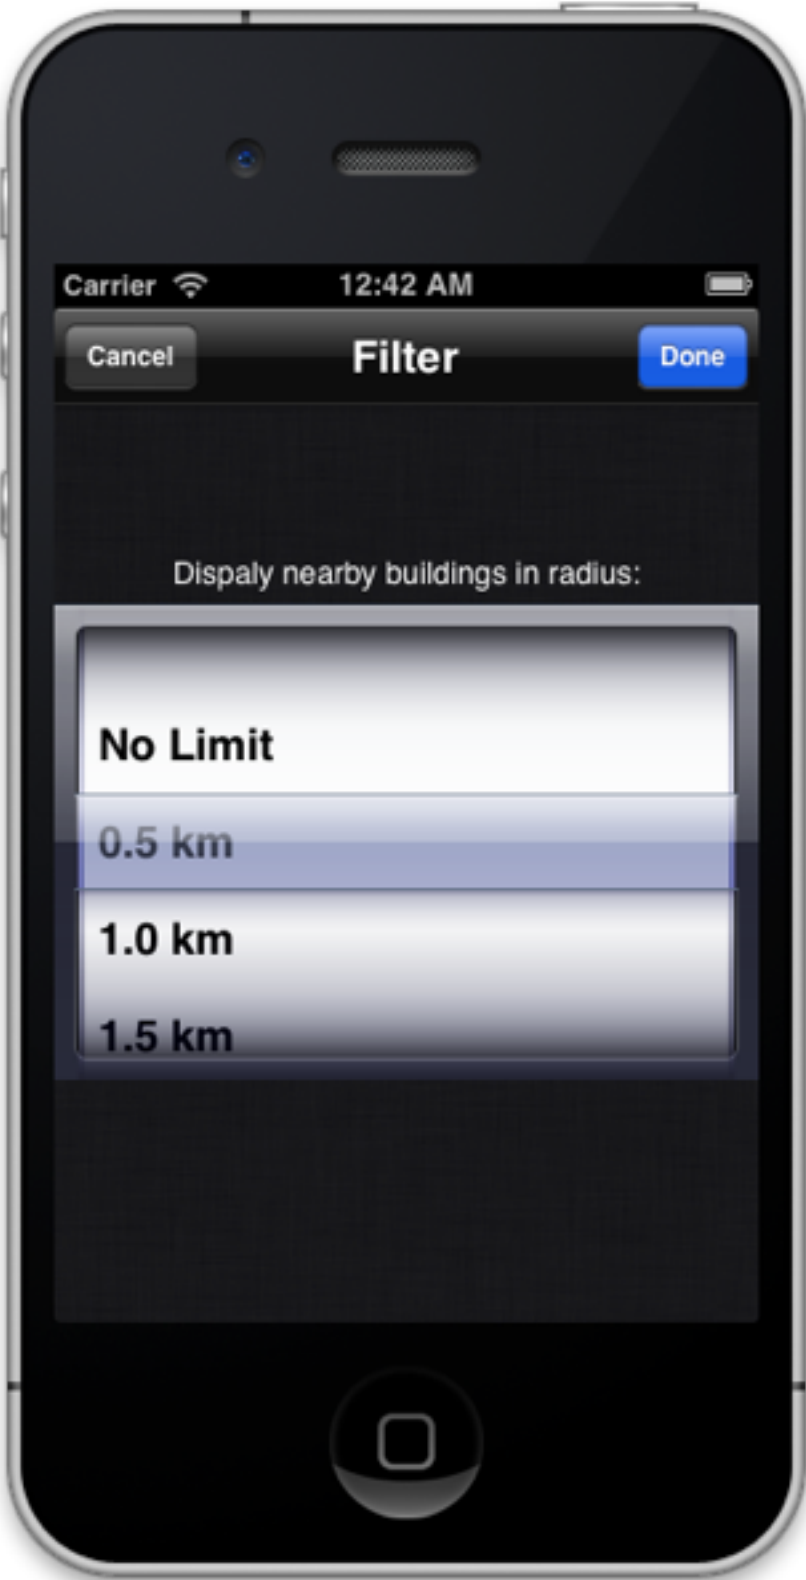 Carrier 12:42 AM
Cancel Filter Done
Dispaly nearby buildings in radius:
No Limit
0.5 km
1.0 km
1.5 km